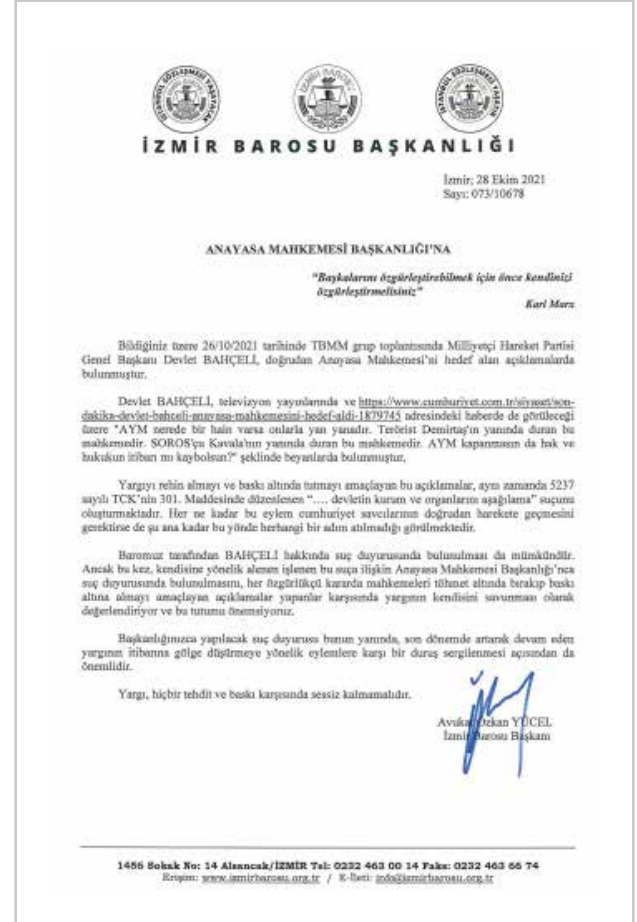 İSTANBUL SÖZLEŞMESİ YAŞATACAK
İZMİR BAROSU
İSTANBUL SÖZLEŞMESİ YAŞATIR
İZMİR BAROSU BAŞKANLIĞI
İzmir; 28 Ekim 2021
Sayı: 073/10678
ANAYASA MAHKEMESİ BAŞKANLIĞI'NA
"Başkalarını özgürleştirebilmek için önce kendinizi
özgürleştirmelisiniz"
Karl Marx
Bildiğiniz üzere 26/10/2021 tarihinde TBMM grup toplantısında Milliyetçi Hareket Partisi
Genel Başkanı Devlet BAHÇELİ, doğrudan Anayasa Mahkemesi'ni hedef alan açıklamalarda
bulunmuştur.
Devlet BAHÇELİ, televizyon yayınlarında ve https://www.cumhuriyet.com.tr/siyaset/son-
dakika-devlet-bahceli-anayasa-mahkemesini-hedef-aldi-1879745 adresindeki haberde de görüleceği
üzere "AYM nerede bir hain varsa onlarla yan yanadır. Terörist Demirtaş'ın yanında duran bu
mahkemedir. SOROS'çu Kavala'nın yanında duran bu mahkemedir. AYM kapanmasın da hak ve
hukukun itibarı mı kaybolsun?" şeklinde beyanlarda bulunmuştur.
Yargıyı rehin almayı ve baskı altında tutmayı amaçlayan bu açıklamalar, aynı zamanda 5237
sayılı TCK'nin 301. Maddesinde düzenlenen "…. devletin kurum ve organlarını aşağılama" suçunu
oluşturmaktadır. Her ne kadar bu eylem cumhuriyet savcılarının doğrudan harekete geçmesini
gerektirse de şu ana kadar bu yönde herhangi bir adım atılmadığı görülmektedir.
Baromuz tarafından BAHÇELİ hakkında suç duyurusunda bulunulması da mümkündür.
Ancak bu kez, kendisine yönelik alenen işlenen bu suça ilişkin Anayasa Mahkemesi Başkanlığı'nca
suç duyurusunda bulunulmasını, her özgürlükçü kararda mahkemeleri töhmet altında bırakıp baskı
altına almayı amaçlayan açıklamalar yapanlar karşısında yargının kendisini savunması olarak
değerlendiriyor ve bu tutumu önemsiyoruz.
Başkanlığınızca yapılacak suç duyurusu bunun yanında, son dönemde artarak devam eden
yargının itibarına gölge düşürmeye yönelik eylemlere karşı bir duruş sergilenmesi açısından da
önemlidir.
Yargı, hiçbir tehdit ve baskı karşısında sessiz kalmamalıdır.
Avukat Özkan YÜCEL
İzmir Barosu Başkanı
1456 Sokak No: 14 Alsancak/İZMİR Tel: 0232 463 00 14 Faks: 0232 463 66 74
Erişim: www.izmirbarosu.org.tr / E-İleti: info@izmirbarosu.org.tr